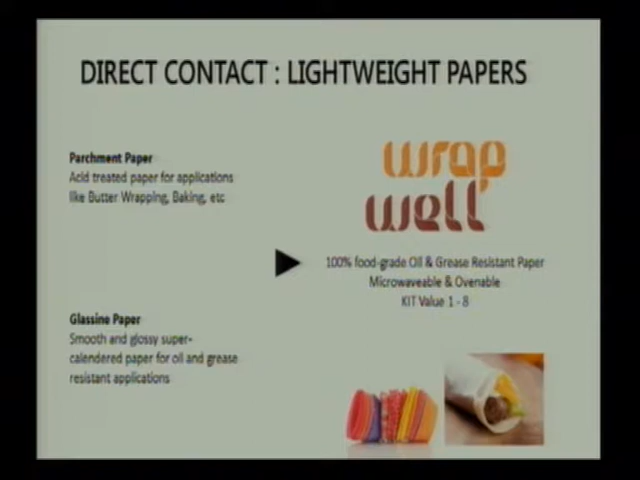 DIRECT CONTACT : LIGHTWEIGHT PAPERS
Parchment Paper
Acid treated paper for applications
like Butter Wrapping, Baking, etc
Glassine Paper
Smooth and glossy super-
calendered paper for oil and grease
resistant applications
wrap
well
100% food-grade Oil & Grease Resistant Paper
Microwaveable & Ovenable
KIT Value 1 - 8